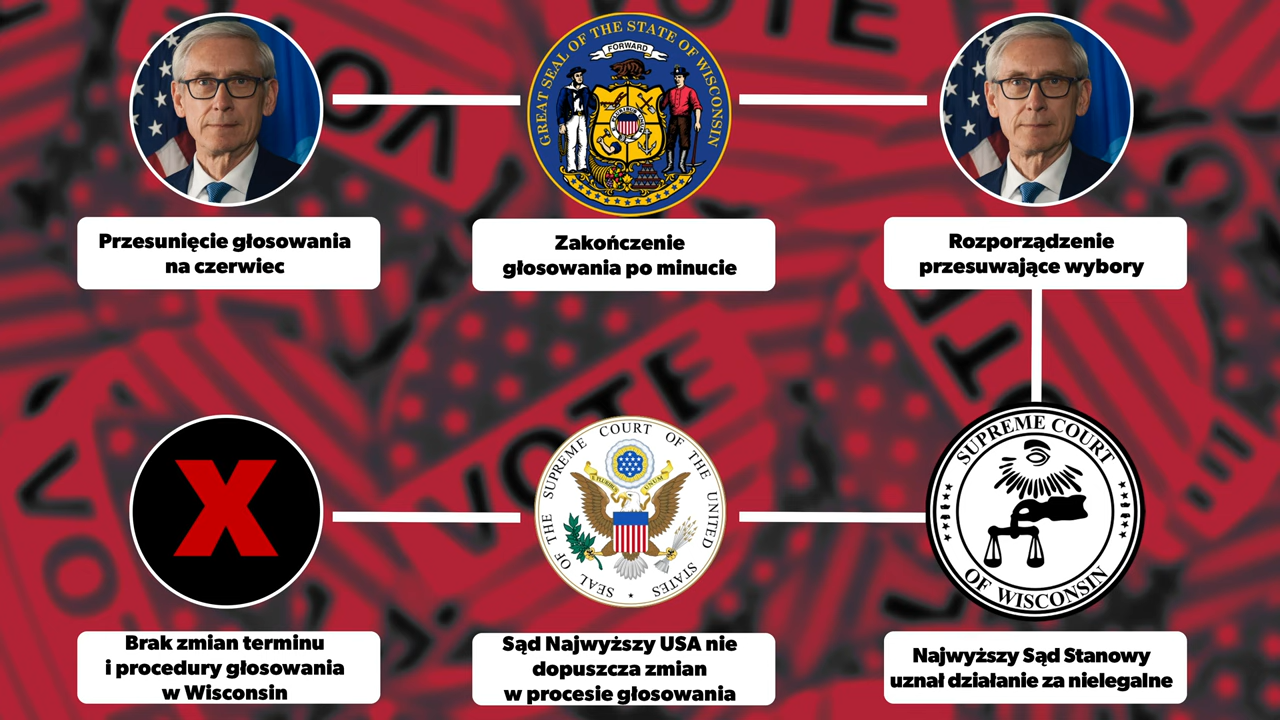 GREAT SEAL OF THE STATE OF WISCONSIN
FORWARD
Przesunięcie głosowania
na czerwiec
Zakończenie
głosowania po minucie
Rozporządzenie
przesuwające wybory
VOTE
X
SEAL OF THE SUPREME COURT OF THE UNITED STATES
E PLURIBUS UNUM
SUPREME COURT
OF WISCONSIN
Brak zmian terminu
i procedury głosowania
w Wisconsin
Sąd Najwyższy USA nie
dopuszcza zmian
w procesie głosowania
Najwyższy Sąd Stanowy
uznał działanie za nielegalne